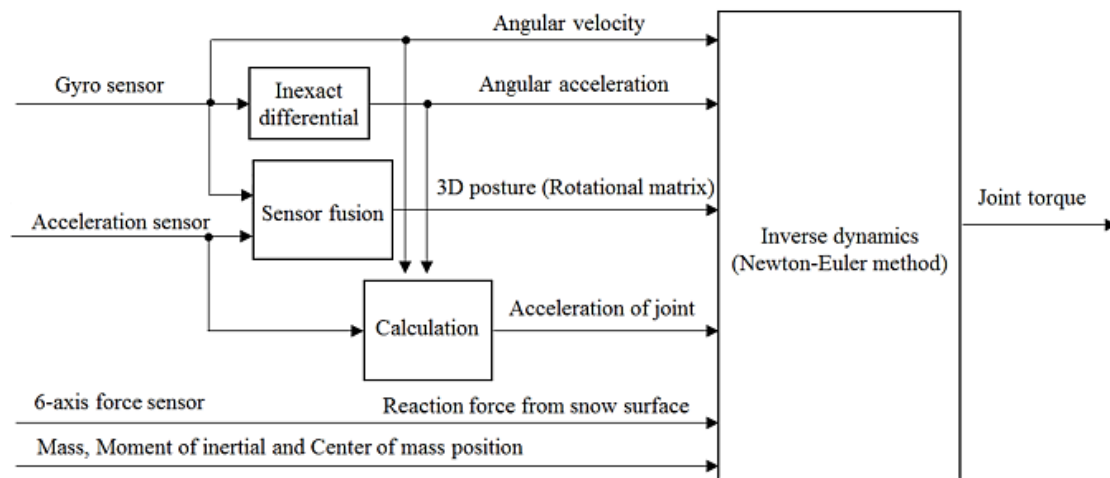 Angular velocity
Gyro sensor
Inexact
differential
Angular acceleration
3D posture (Rotational matrix)
Sensor fusion
Acceleration sensor
Joint torque
Inverse dynamics
(Newton-Euler method)
Acceleration of joint
Calculation
6-axis force sensor
Reaction force from snow surface
Mass, Moment of inertial and Center of mass position